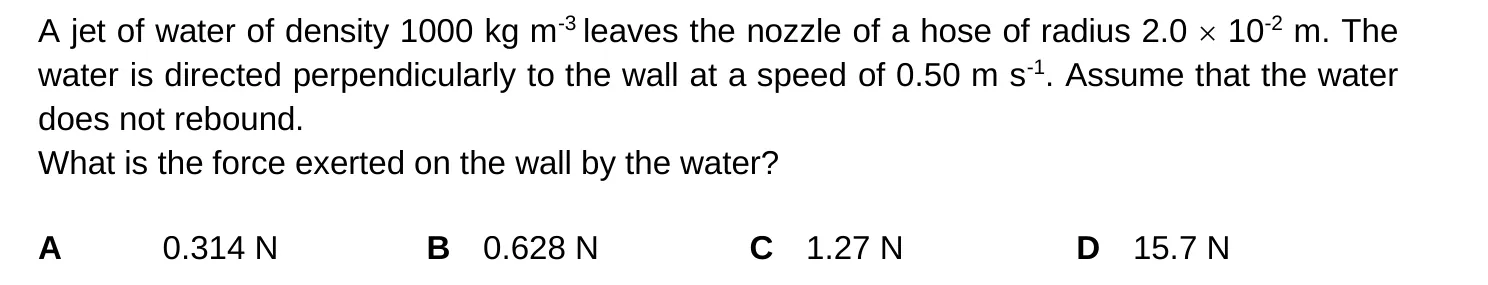 A jet of water of density 1000 kg m⁻³ leaves the nozzle of a hose of radius 2.0 × 10⁻² m. The
water is directed perpendicularly to the wall at a speed of 0.50 m s⁻¹. Assume that the water
does not rebound.
What is the force exerted on the wall by the water?
A 0.314 N B 0.628 N C 1.27 N D 15.7 N